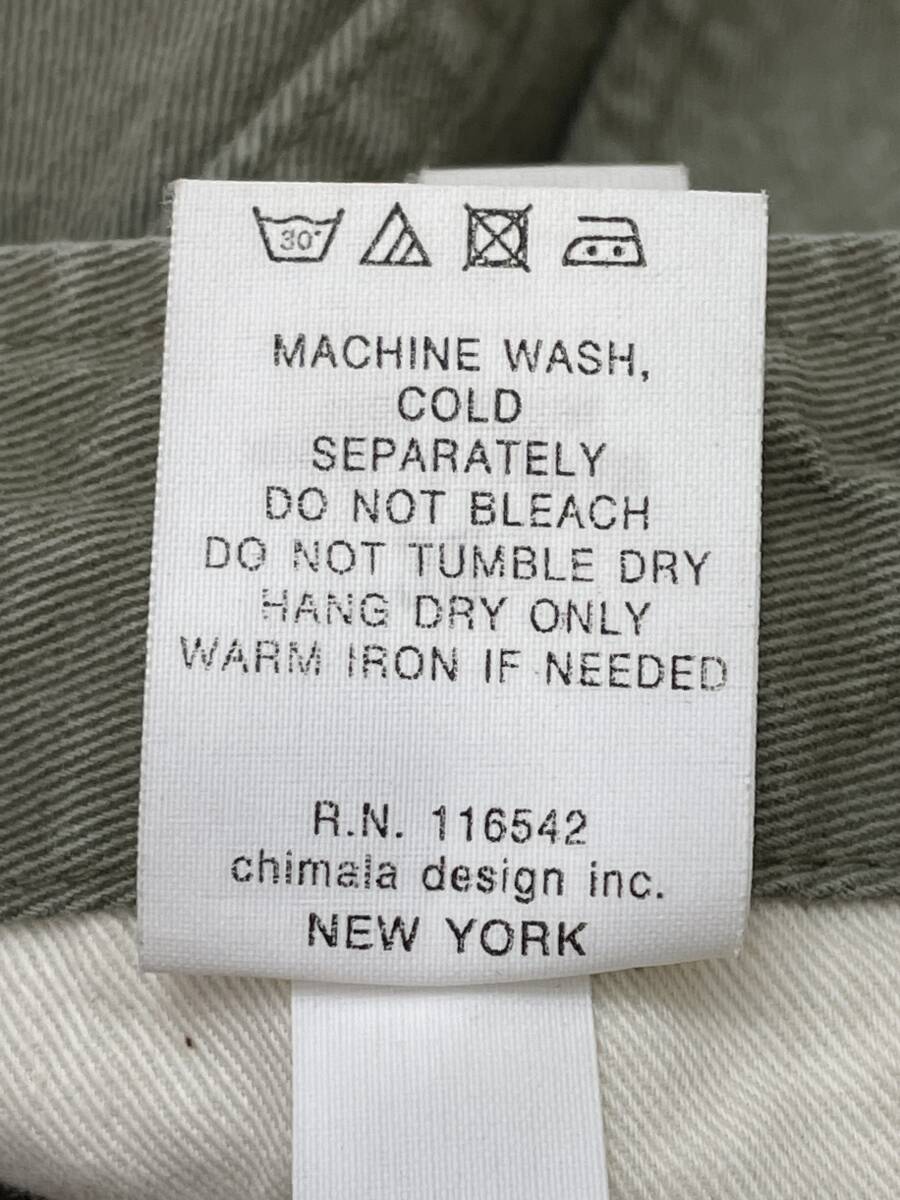 30°
MACHINE WASH,
COLD
SEPARATELY
DO NOT BLEACH
DO NOT TUMBLE DRY
HANG DRY ONLY
WARM IRON IF NEEDED
R.N. 116542
chimala design inc.
NEW YORK